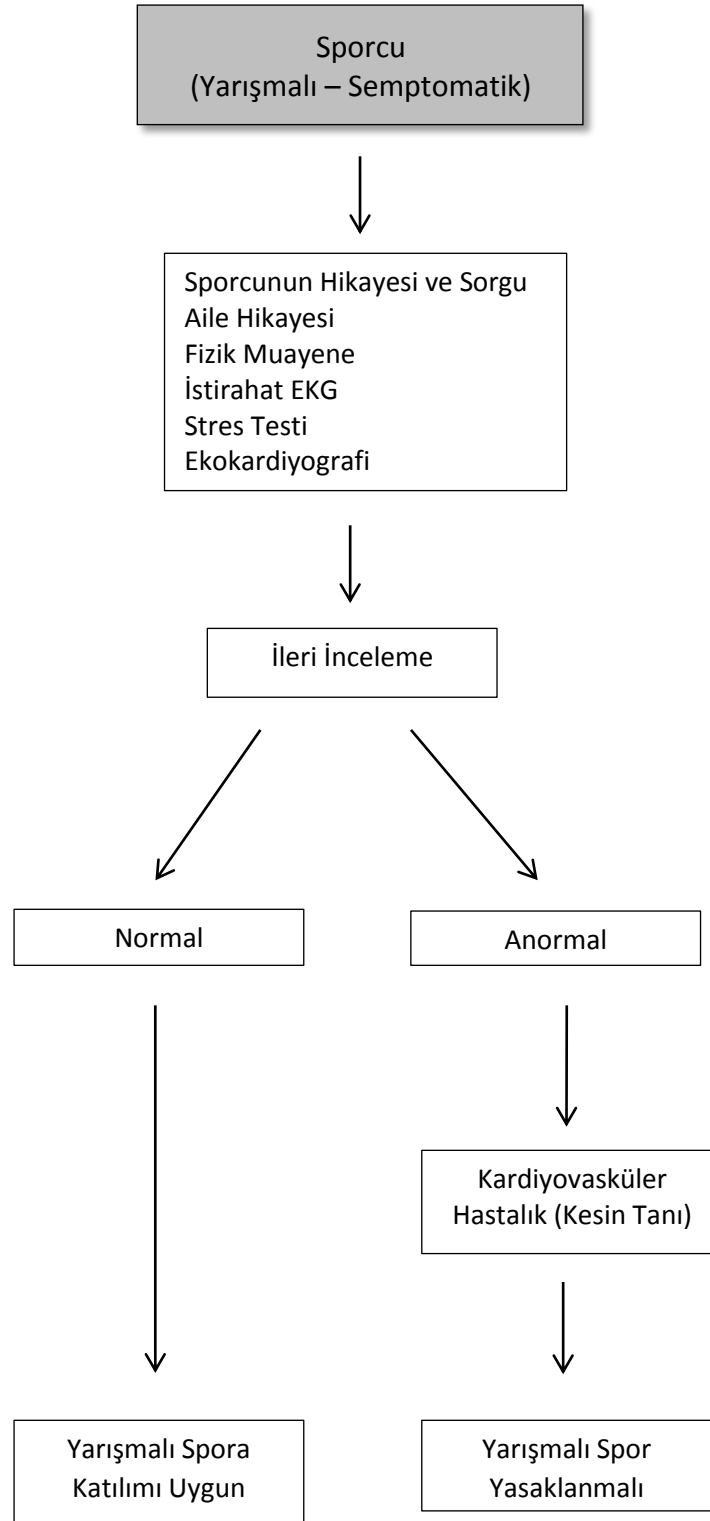 Sporcu
(Yarışmalı – Semptomatik)
Sporcunun Hikayesi ve Sorgu
Aile Hikayesi
Fizik Muayene
İstirahat EKG
Stres Testi
Ekokardiyografi
İleri İnceleme
Normal
Anormal
Kardiyovasküler
Hastalık (Kesin Tanı)
Yarışmalı Spora
Katılımı Uygun
Yarışmalı Spor
Yasaklanmalı